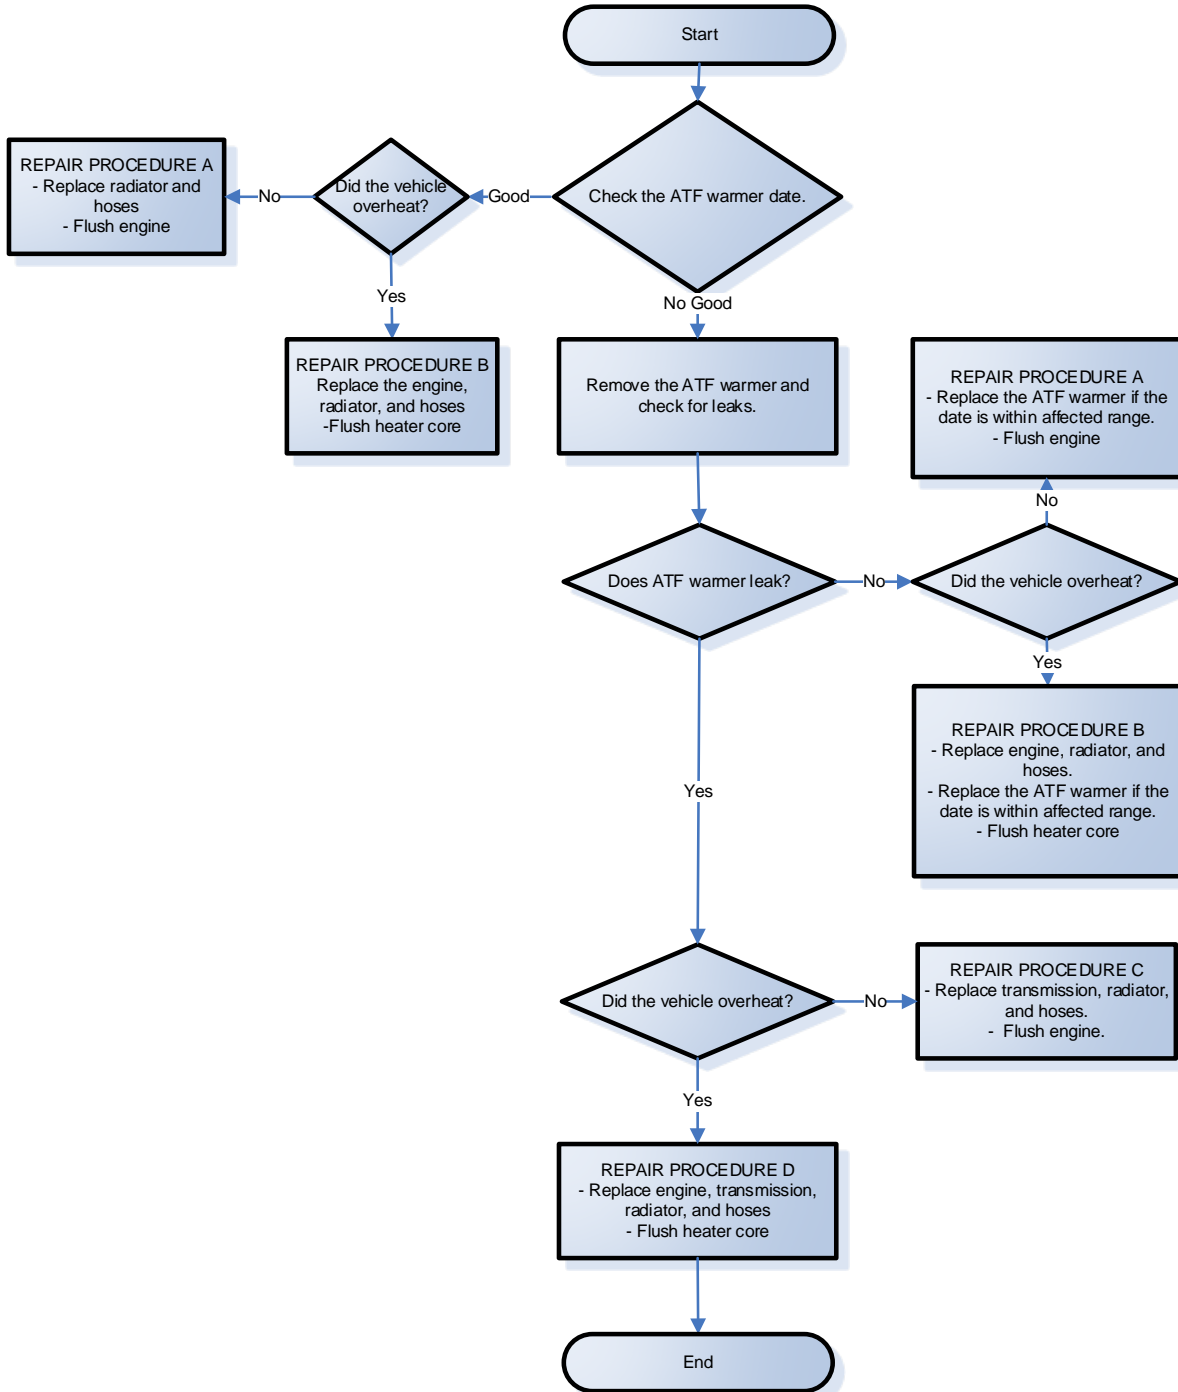 Start
Check the ATF warmer date.
Good
Did the vehicle
overheat?
No
REPAIR PROCEDURE A
- Replace radiator and
hoses
- Flush engine
Yes
REPAIR PROCEDURE B
Replace the engine,
radiator, and hoses
-Flush heater core
No Good
Remove the ATF warmer and
check for leaks.
Does ATF warmer leak?
No
Did the vehicle overheat?
No
REPAIR PROCEDURE A
- Replace the ATF warmer if the
date is within affected range.
- Flush engine
Yes
REPAIR PROCEDURE B
- Replace engine, radiator, and
hoses.
- Replace the ATF warmer if the
date is within affected range.
- Flush heater core
Yes
Did the vehicle overheat?
No
REPAIR PROCEDURE C
- Replace transmission, radiator,
and hoses.
- Flush engine.
Yes
REPAIR PROCEDURE D
- Replace engine, transmission,
radiator, and hoses
- Flush heater core
End